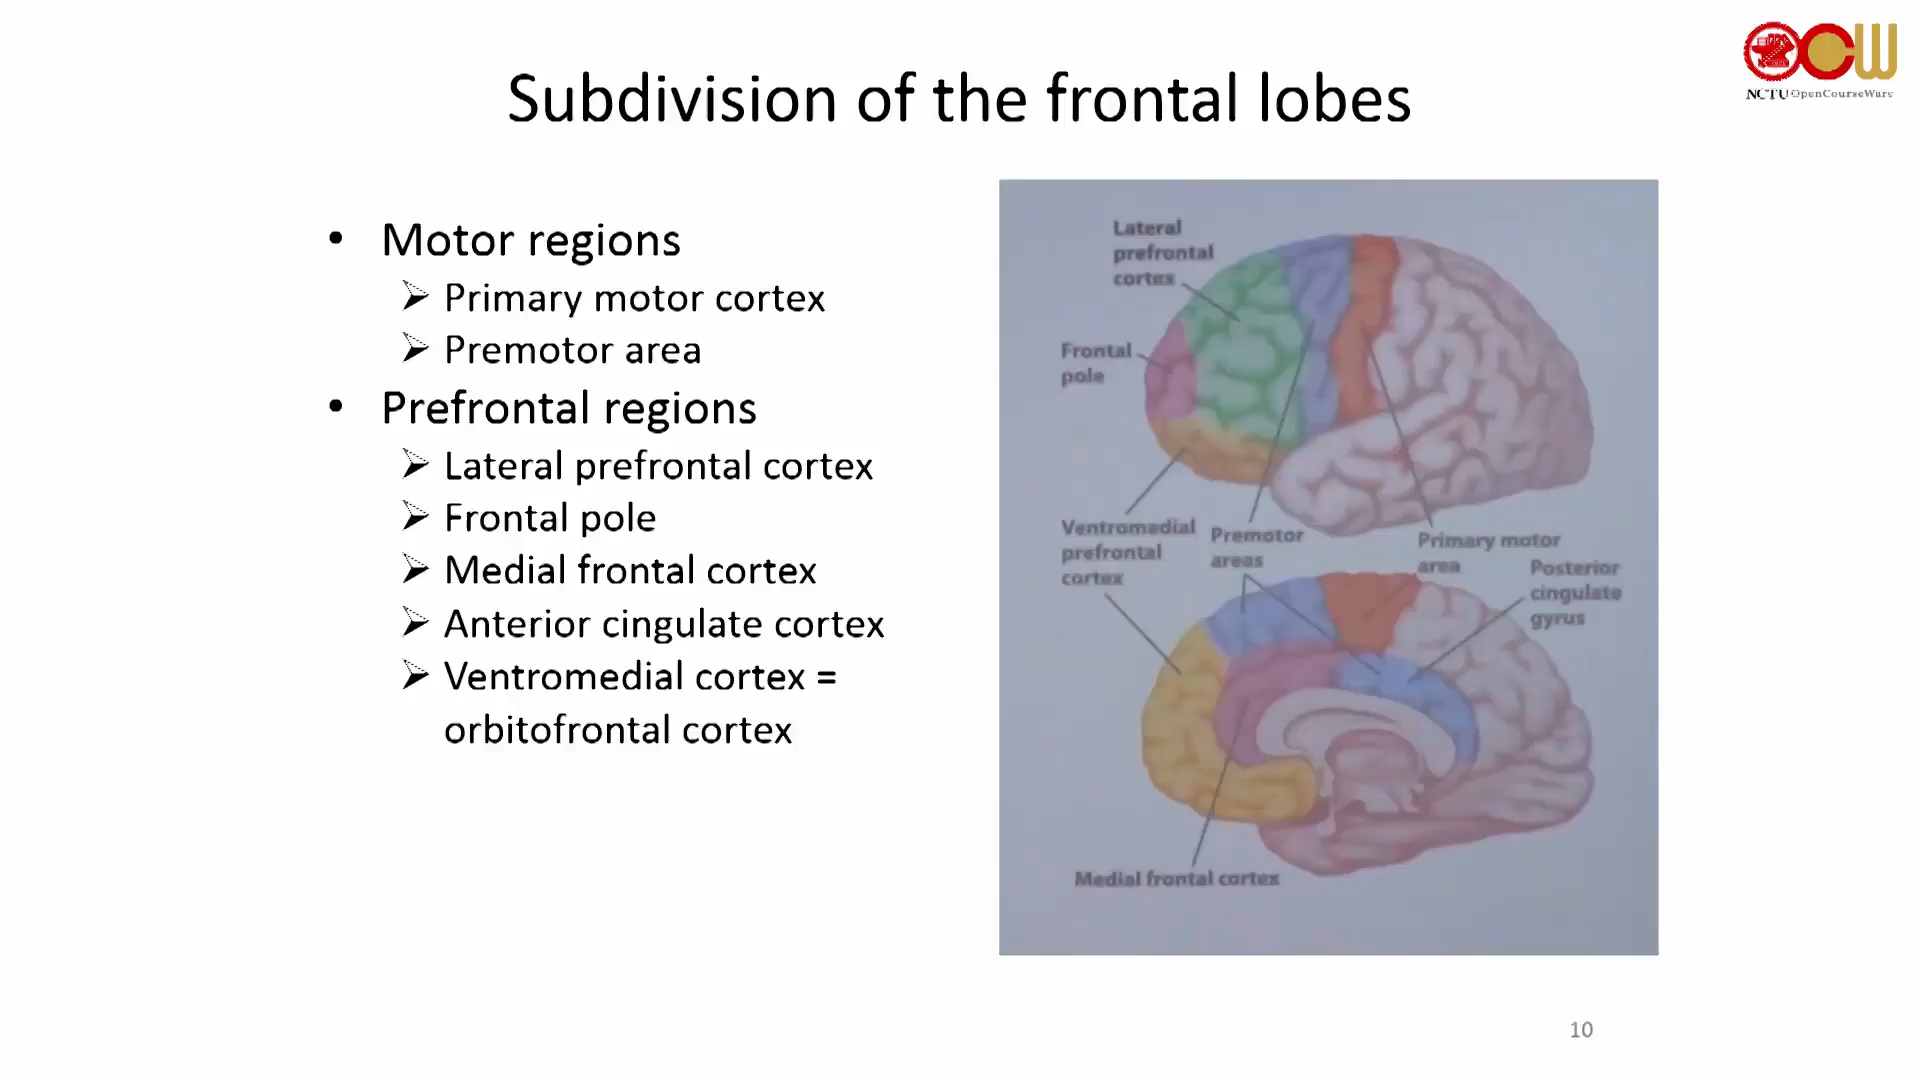 NCTU OpenCourseWare
Subdivision of the frontal lobes
• Motor regions
➢ Primary motor cortex
➢ Premotor area
• Prefrontal regions
➢ Lateral prefrontal cortex
➢ Frontal pole
➢ Medial frontal cortex
➢ Anterior cingulate cortex
➢ Ventromedial cortex =
orbitofrontal cortex
Lateral
prefrontal
cortex
Frontal
pole
Ventromedial
prefrontal
cortex
Premotor
areas
Primary motor
area
Posterior
cingulate
gyrus
Medial frontal cortex
10